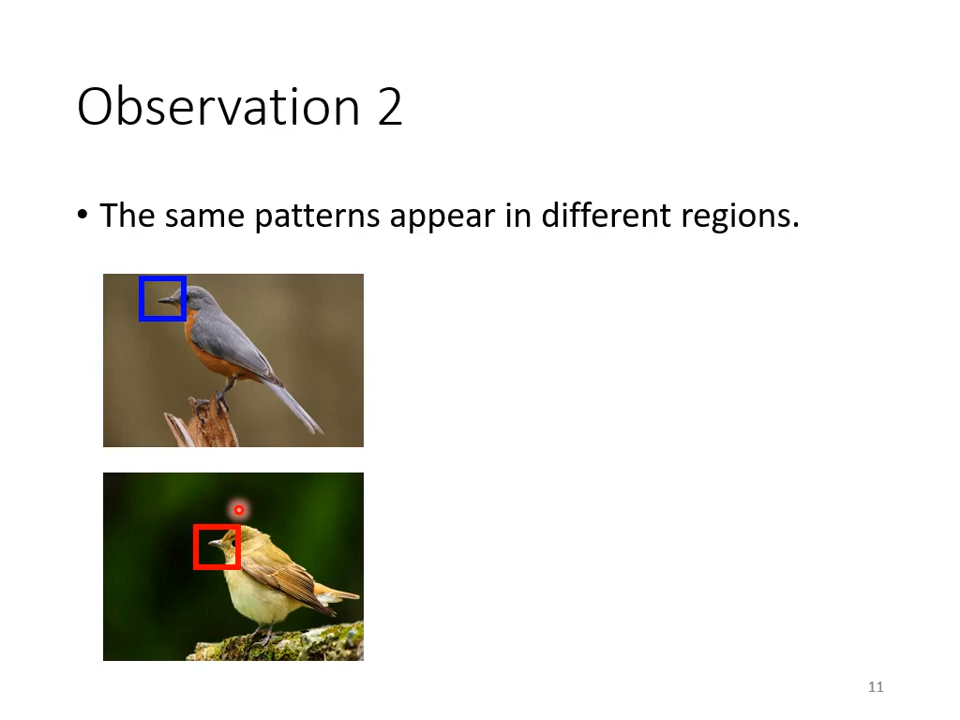 Observation 2
• The same patterns appear in different regions.
11